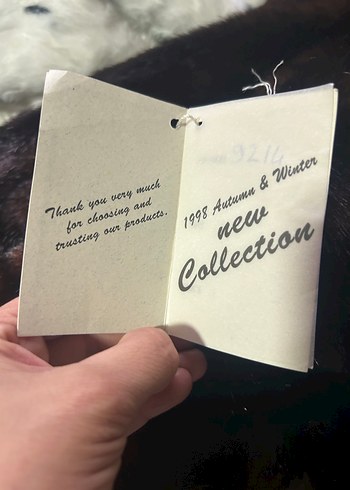 Thank you very much
for choosing and
trusting our products.
1998 Autumn & Winter
new
Collection